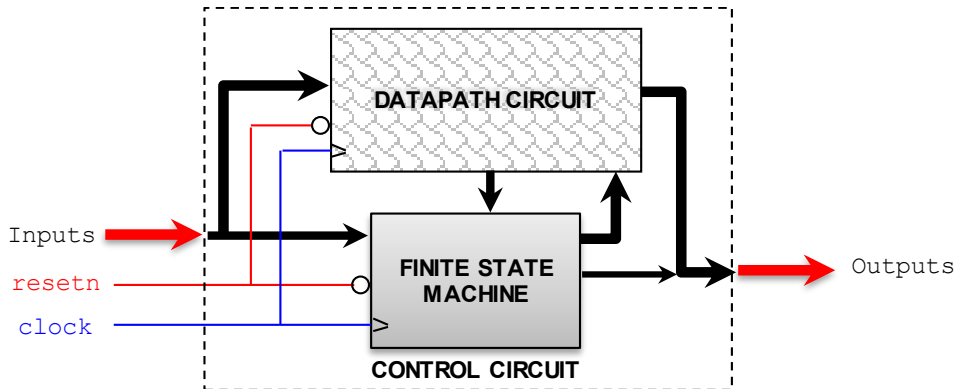 DATAPATH CIRCUIT
Inputs
FINITE STATE
MACHINE
Outputs
resetn
clock
CONTROL CIRCUIT